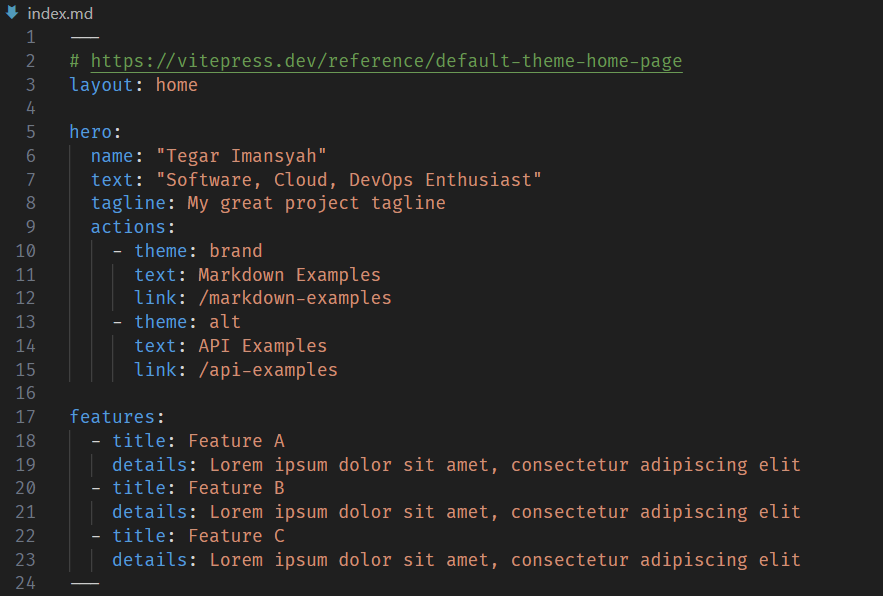 index.md
1 ---
2 # https://vitepress.dev/reference/default-theme-home-page
3 layout: home
4
5 hero:
6   name: "Tegar Imansyah"
7   text: "Software, Cloud, DevOps Enthusiast"
8   tagline: My great project tagline
9   actions:
10     - theme: brand
11       text: Markdown Examples
12       link: /markdown-examples
13     - theme: alt
14       text: API Examples
15       link: /api-examples
16
17 features:
18   - title: Feature A
19     details: Lorem ipsum dolor sit amet, consectetur adipiscing elit
20   - title: Feature B
21     details: Lorem ipsum dolor sit amet, consectetur adipiscing elit
22   - title: Feature C
23     details: Lorem ipsum dolor sit amet, consectetur adipiscing elit
24 ---